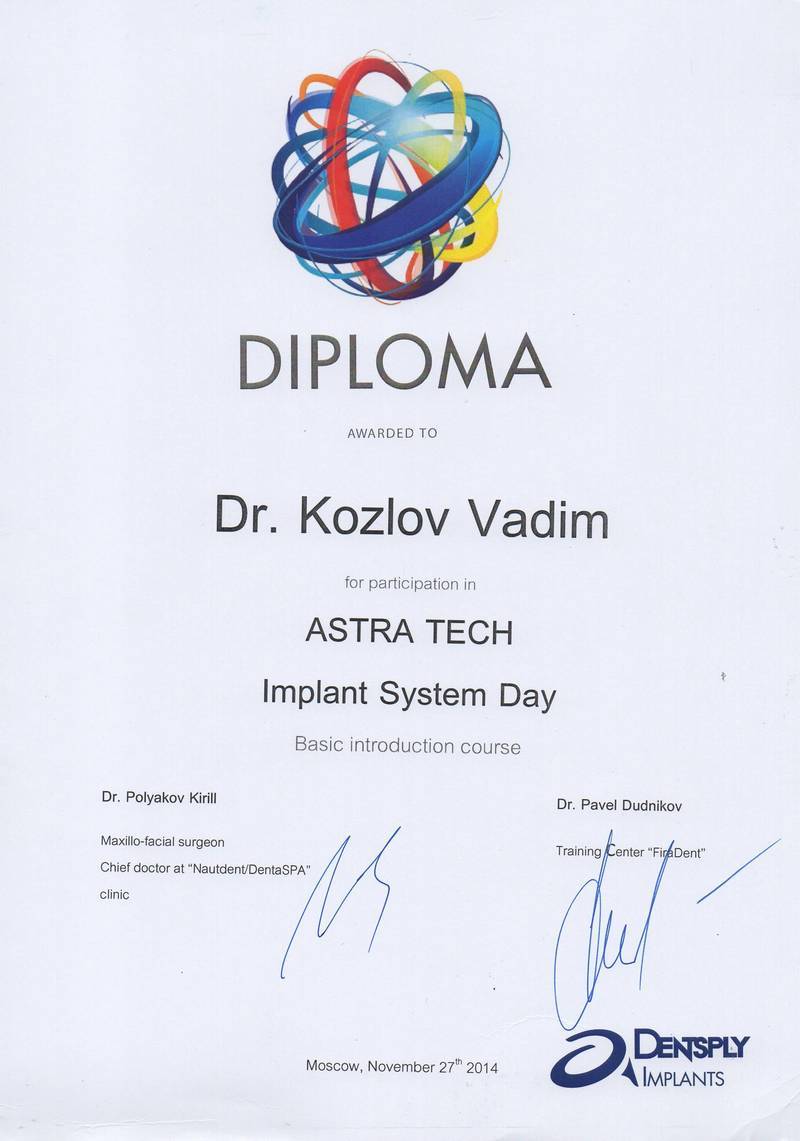 DIPLOMA
AWARDED TO
Dr. Kozlov Vadim
for participation in
ASTRA TECH
Implant System Day
Basic introduction course
Dr. Polyakov Kirill
Maxillo-facial surgeon
Chief doctor at “Nautdent/DentaSPA”
clinic
Dr. Pavel Dudnikov
Training Center “FiraDent”
Moscow, November 27th 2014
DENTSPLY
IMPLANTS